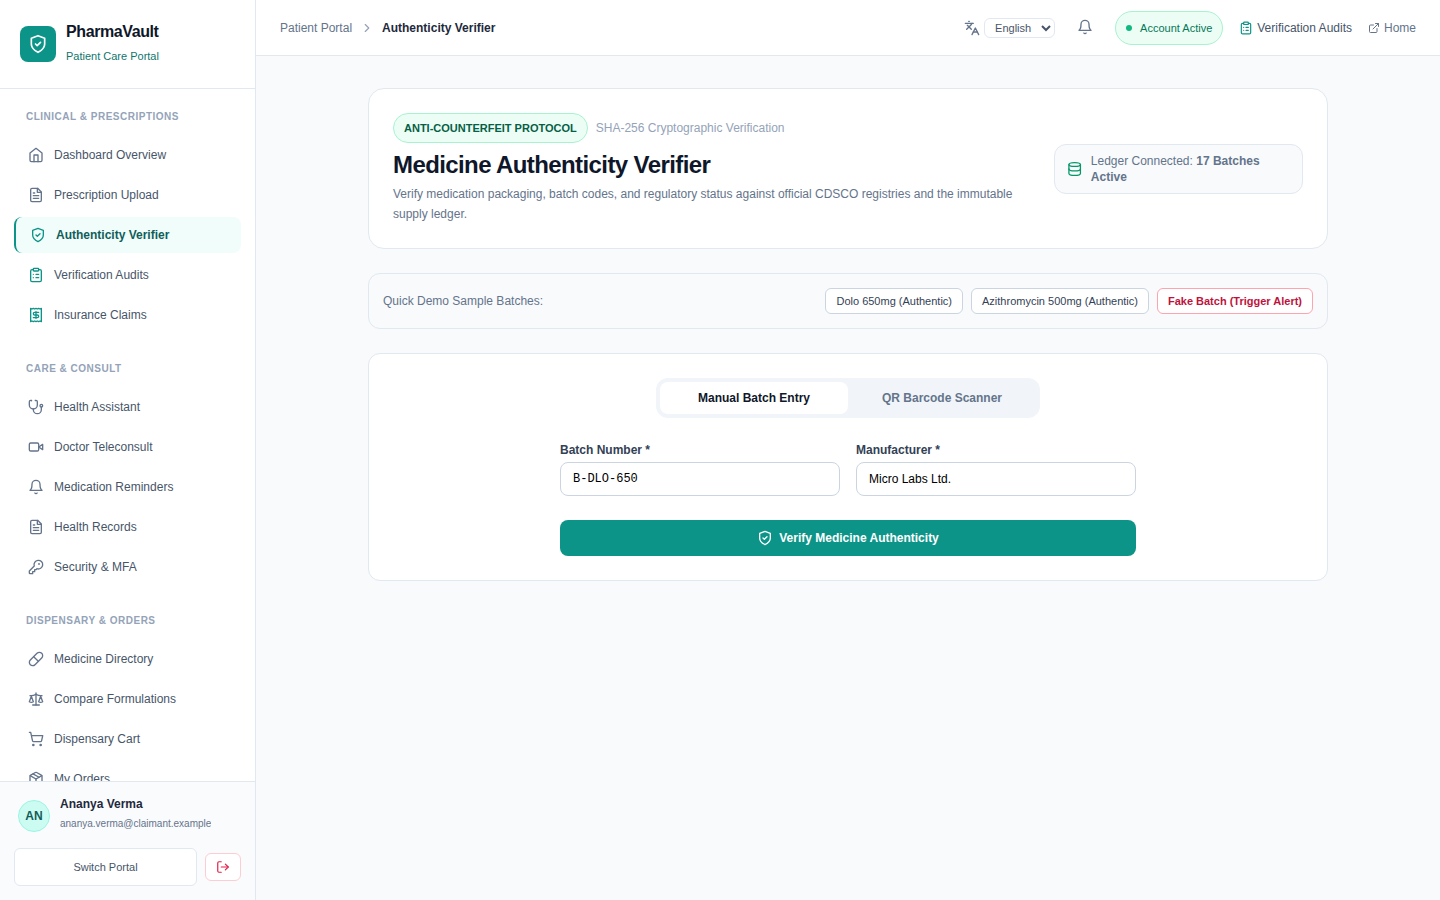 PharmaVault
Patient Care Portal
CLINICAL & PRESCRIPTIONS
Dashboard Overview
Prescription Upload
Authenticity Verifier
Verification Audits
Insurance Claims
CARE & CONSULT
Health Assistant
Doctor Teleconsult
Medication Reminders
Health Records
Security & MFA
DISPENSARY & ORDERS
Medicine Directory
Compare Formulations
Dispensary Cart
My Orders
AN
Ananya Verma
ananya.verma@claimant.example
Switch Portal
Patient Portal
Authenticity Verifier
English
Account Active
Verification Audits
Home
ANTI-COUNTERFEIT PROTOCOL
SHA-256 Cryptographic Verification
Medicine Authenticity Verifier
Verify medication packaging, batch codes, and regulatory status against official CDSCO registries and the immutable
supply ledger.
Ledger Connected: 17 Batches
Active
Quick Demo Sample Batches:
Dolo 650mg (Authentic)
Azithromycin 500mg (Authentic)
Fake Batch (Trigger Alert)
Manual Batch Entry
QR Barcode Scanner
Batch Number *
Manufacturer *
B-DLO-650
Micro Labs Ltd.
Verify Medicine Authenticity